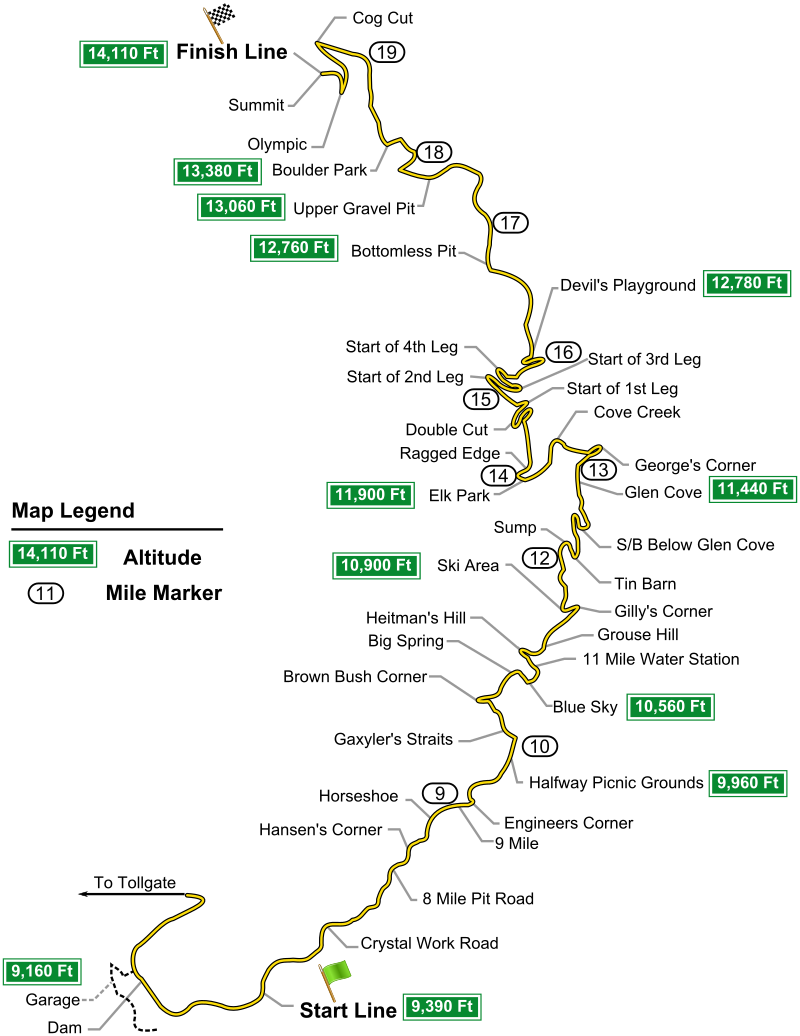 Cog Cut
14,110 Ft Finish Line
19
Summit
Olympic
18
13,380 Ft Boulder Park
13,060 Ft Upper Gravel Pit
17
12,760 Ft Bottomless Pit
Devil's Playground 12,780 Ft
Start of 4th Leg
16
Start of 3rd Leg
Start of 2nd Leg
Start of 1st Leg
15
Cove Creek
Double Cut
Ragged Edge
George's Corner
13
14
11,900 Ft Elk Park
Glen Cove 11,440 Ft
Map Legend
14,110 Ft Altitude
11 Mile Marker
Sump
S/B Below Glen Cove
12
10,900 Ft Ski Area
Tin Barn
Gilly's Corner
Heitman's Hill
Grouse Hill
Big Spring
11 Mile Water Station
Brown Bush Corner
Blue Sky 10,560 Ft
Gaxyler's Straits
10
Halfway Picnic Grounds 9,960 Ft
Horseshoe
9
Engineers Corner
Hansen's Corner
9 Mile
To Tollgate
8 Mile Pit Road
Crystal Work Road
9,160 Ft
Garage
Start Line 9,390 Ft
Dam